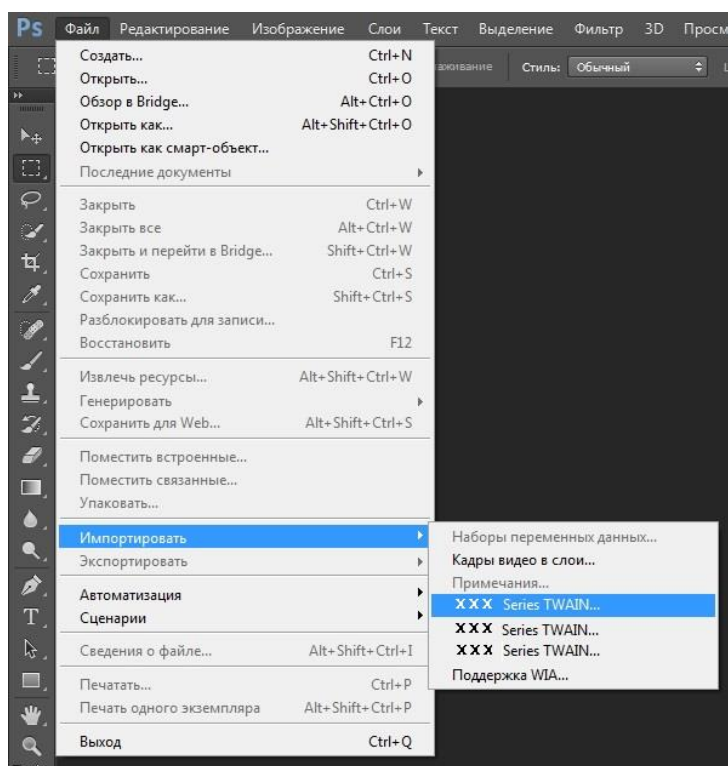 Ps Файл Редактирование Изображение Слои Текст Выделение Фильтр 3D Просм
Стиль: Обычный
Создать... Ctrl+N
Открыть... Ctrl+O
Обзор в Bridge... Alt+Ctrl+O
Открыть как... Alt+Shift+Ctrl+O
Открыть как смарт-объект...
Последние документы
Закрыть Ctrl+W
Закрыть все Alt+Ctrl+W
Закрыть и перейти в Bridge... Shift+Ctrl+W
Сохранить Ctrl+S
Сохранить как... Shift+Ctrl+S
Разблокировать для записи...
Восстановить F12
Извлечь ресурсы... Alt+Shift+Ctrl+W
Генерировать
Сохранить для Web... Alt+Shift+Ctrl+S
Поместить встроенные...
Поместить связанные...
Упаковать...
Импортировать
Экспортировать
Автоматизация
Сценарии
Сведения о файле... Alt+Shift+Ctrl+I
Печатать... Ctrl+P
Печать одного экземпляра Alt+Shift+Ctrl+P
Выход Ctrl+Q
Наборы переменных данных...
Кадры видео в слои...
Примечания...
XXX Series TWAIN...
XXX Series TWAIN...
XXX Series TWAIN...
Поддержка WIA...